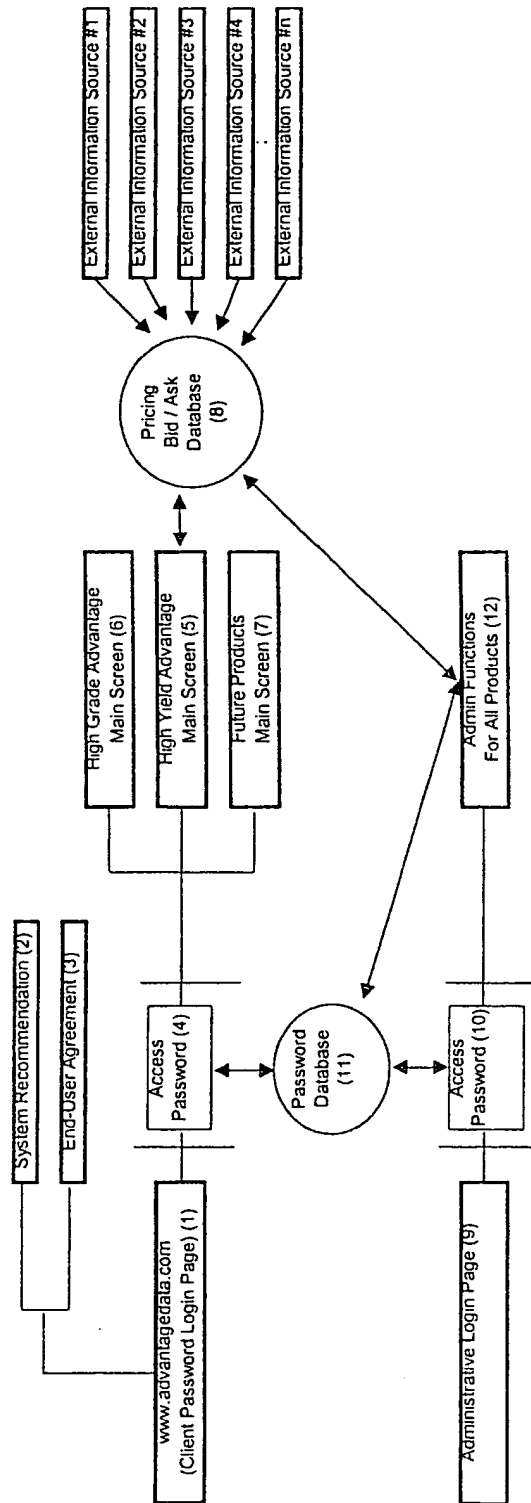 System Recommendation (2)
End-User Agreement (3)
www.advantagedata.com
(Client Password Login Page) (1)
Access
Password (4)
High Grade Advantage
Main Screen (6)
High Yield Advantage
Main Screen (5)
Future Products
Main Screen (7)
Pricing
Bid / Ask
Database
(8)
External Information Source #1
External Information Source #2
External Information Source #3
External Information Source #4
External Information Source #n
Password
Database
(11)
Administrative Login Page (9)
Access
Password (10)
Admin Functions
For All Products (12)